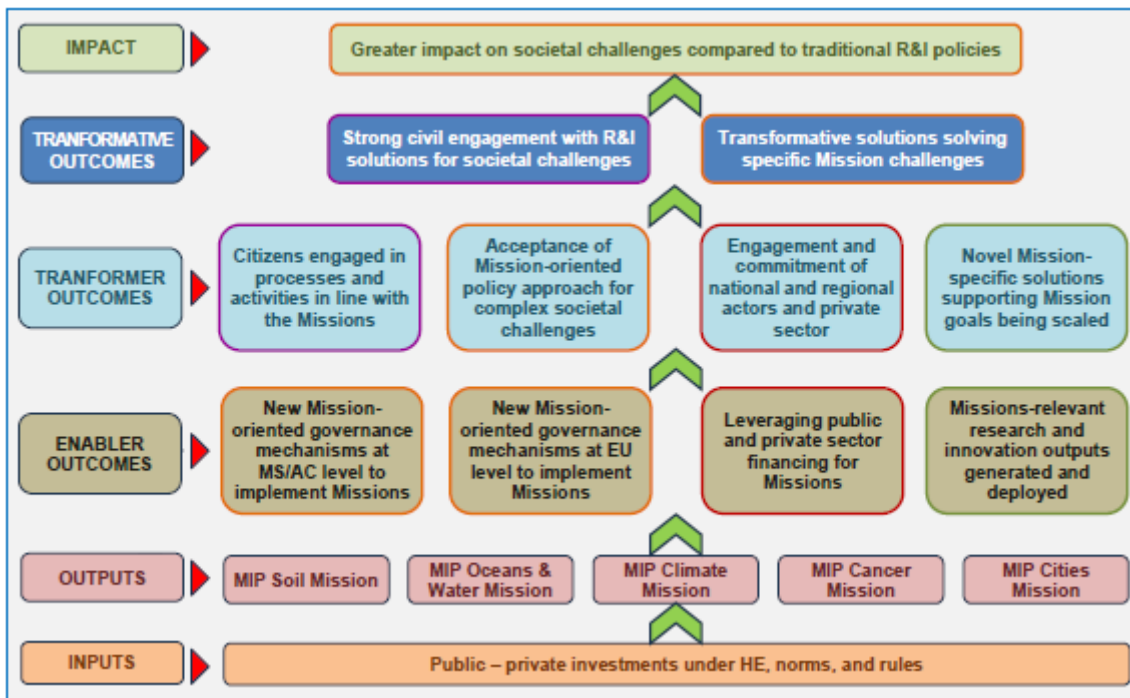 IMPACT
Greater impact on societal challenges compared to traditional R&I policies
TRANFORMATIVE
OUTCOMES
Strong civil engagement with R&I
solutions for societal challenges
Transformative solutions solving
specific Mission challenges
TRANFORMER
OUTCOMES
Citizens engaged in
processes and
activities in line with
the Missions
Acceptance of
Mission-oriented
policy approach for
complex societal
challenges
Engagement and
commitment of
national and regional
actors and private
sector
Novel Mission-
specific solutions
supporting Mission
goals being scaled
ENABLER
OUTCOMES
New Mission-
oriented governance
mechanisms at
MS/AC level to
implement Missions
New Mission-
oriented governance
mechanisms at EU
level to implement
Missions
Leveraging public
and private sector
financing for
Missions
Missions-relevant
research and
innovation outputs
generated and
deployed
OUTPUTS
MIP Soil Mission
MIP Oceans &
Water Mission
MIP Climate
Mission
MIP Cancer
Mission
MIP Cities
Mission
INPUTS
Public – private investments under HE, norms, and rules